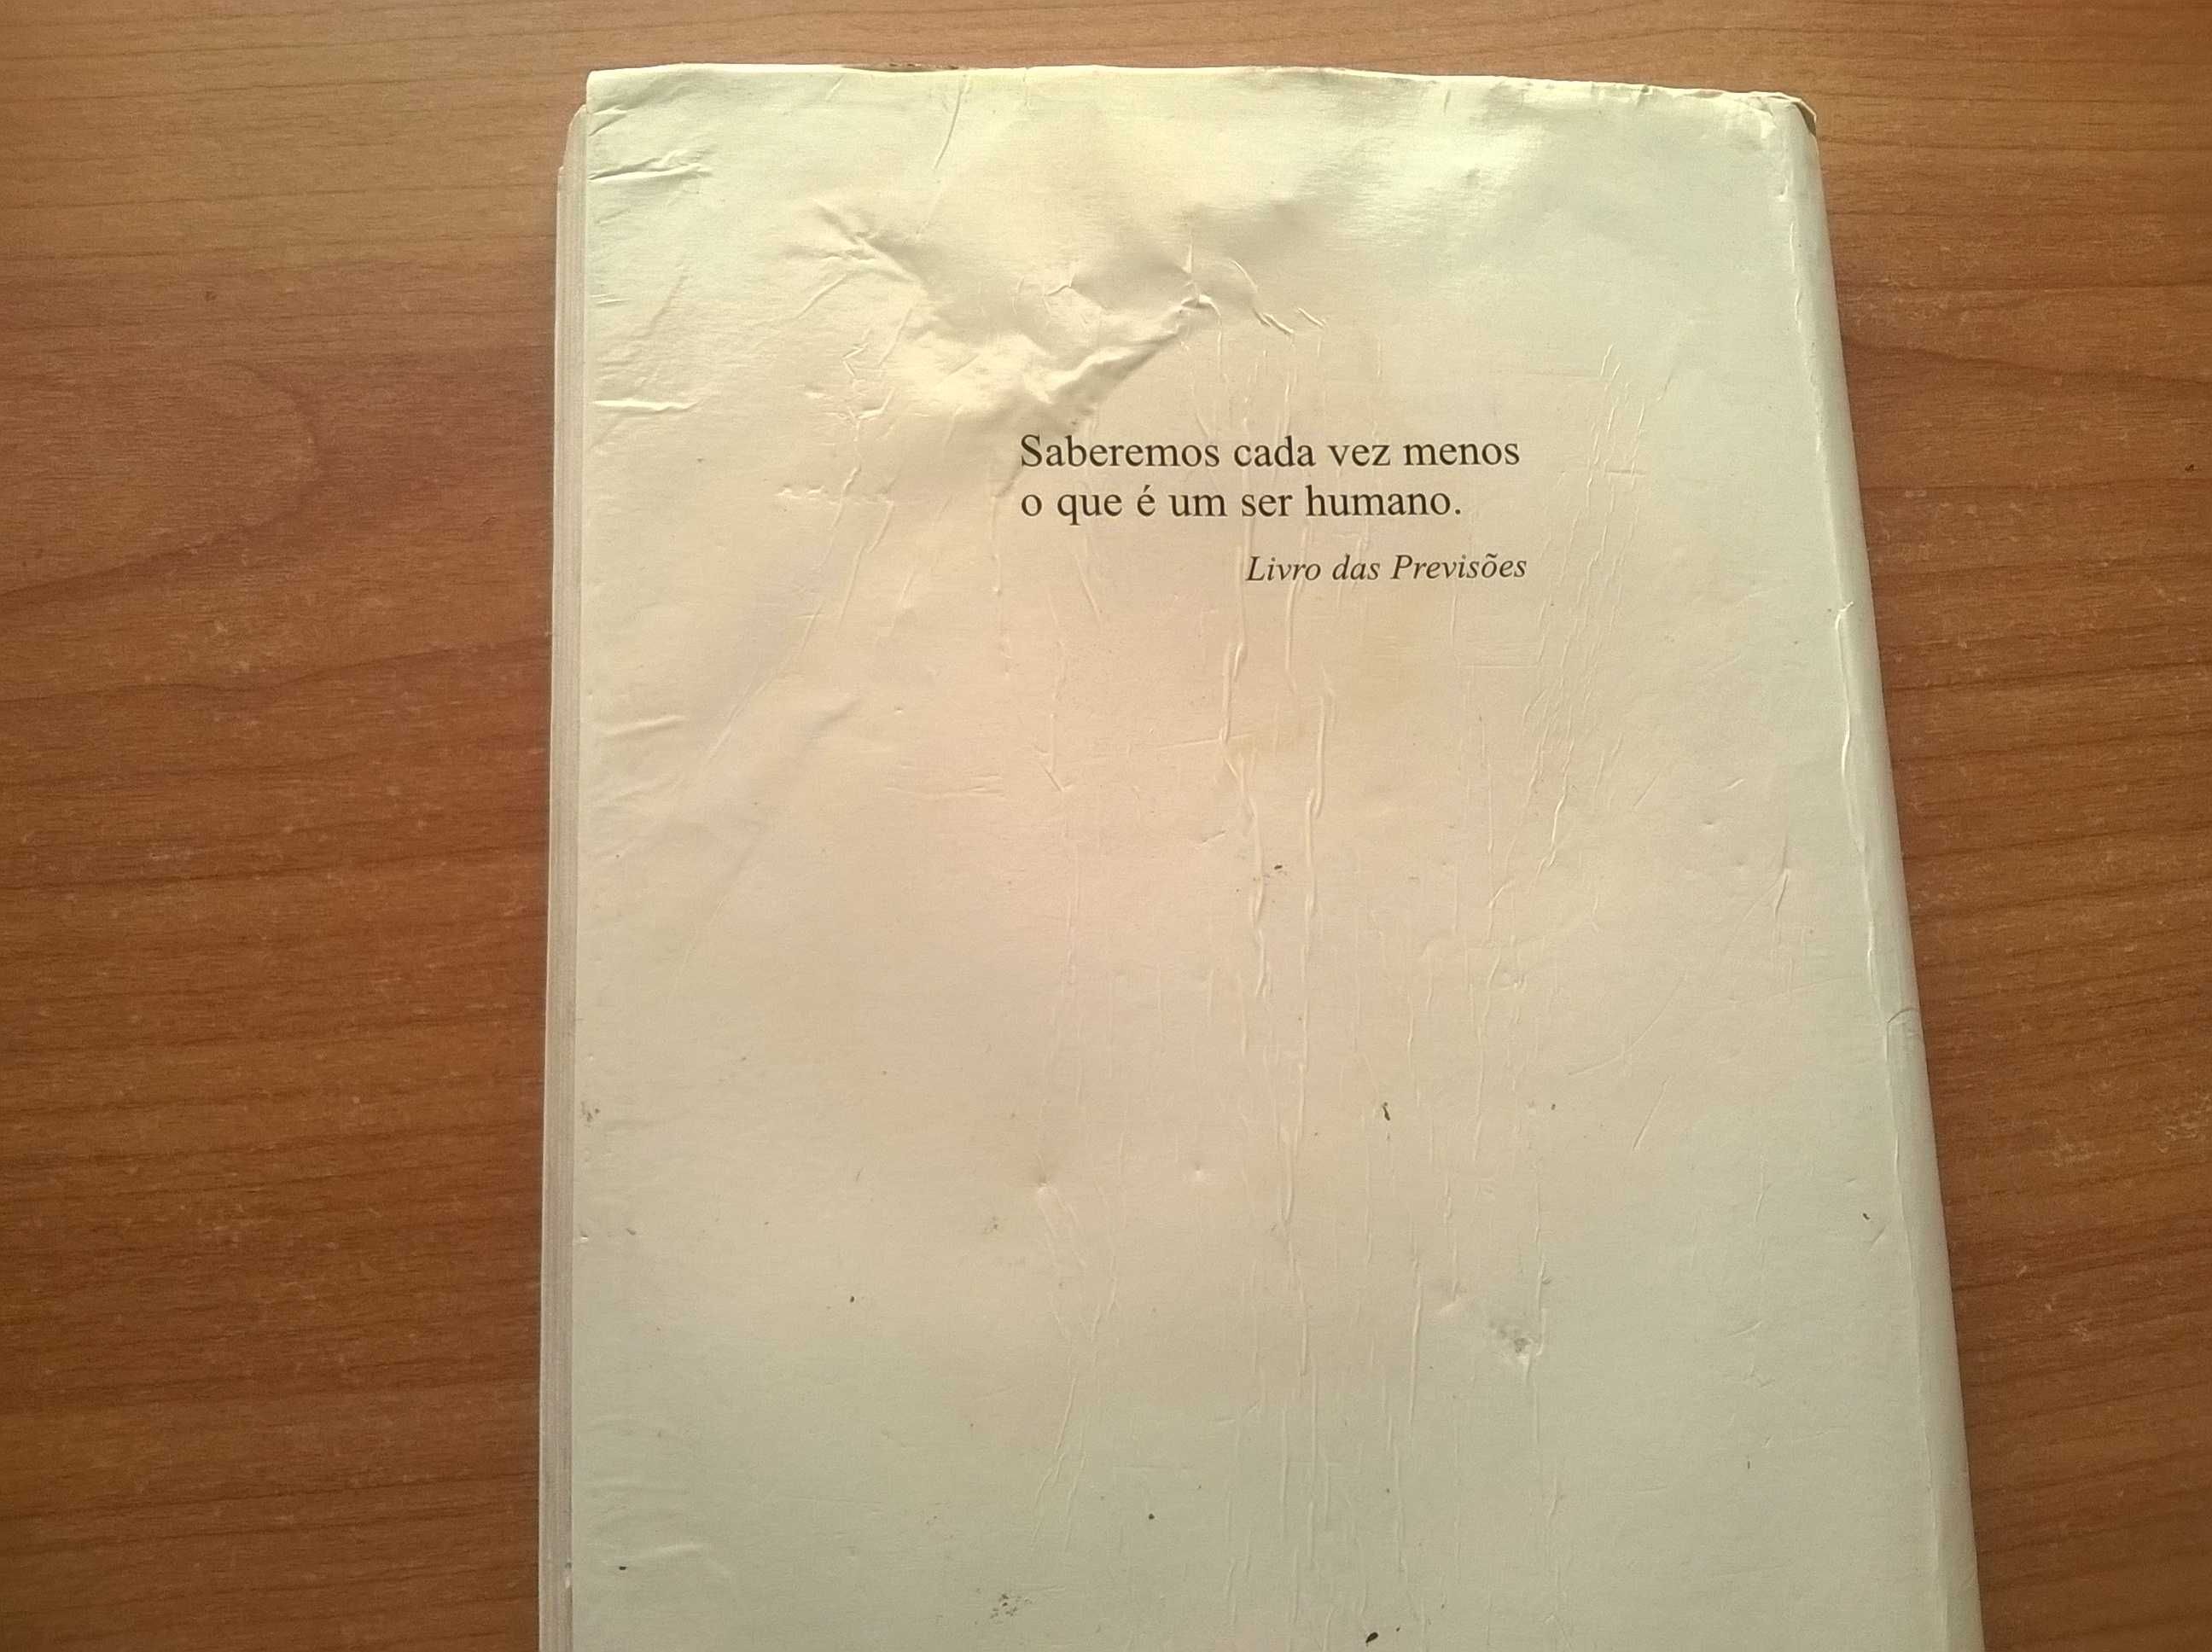 Saberemos cada vez menos
o que é um ser humano.
Livro das Previsões